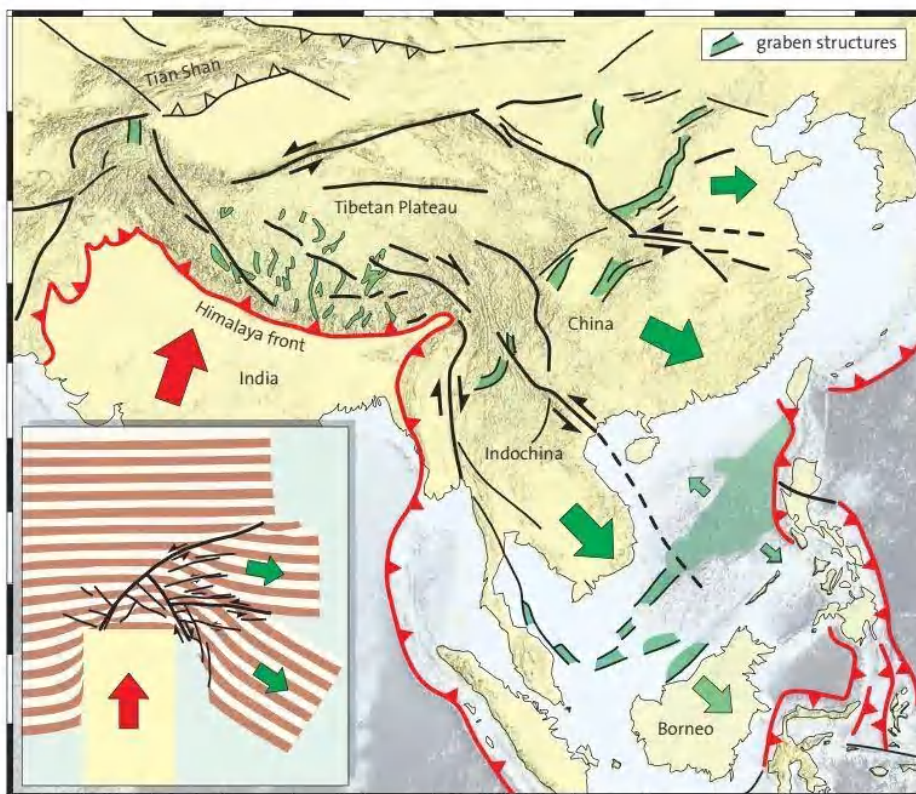 graben structures
Tian Shan
Tibetan Plateau
Himalaya front
China
India
Indochina
Borneo